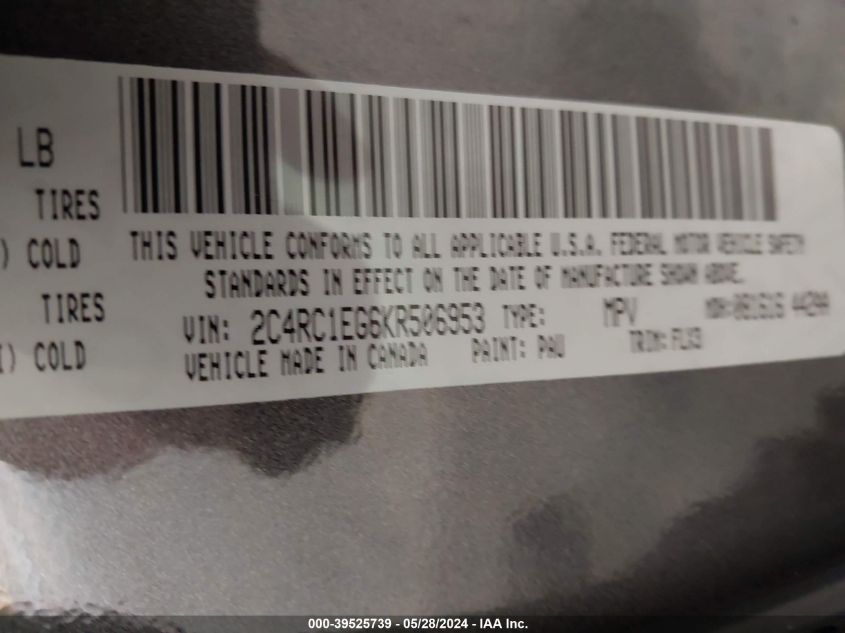 LB
TIRES
) COLD
TIRES
) COLD
THIS VEHICLE CONFORMS TO ALL APPLICABLE U.S.A. FEDERAL MOTOR VEHICLE SAFETY
STANDARDS IN EFFECT ON THE DATE OF MANUFACTURE SHOWN ABOVE.
VIN: 2C4RC1EG6KR506953 TYPE: MPV
VEHICLE MADE IN CANADA PAINT: PAU TRIM:
000-39525739 - 05/28/2024 - IAA Inc.